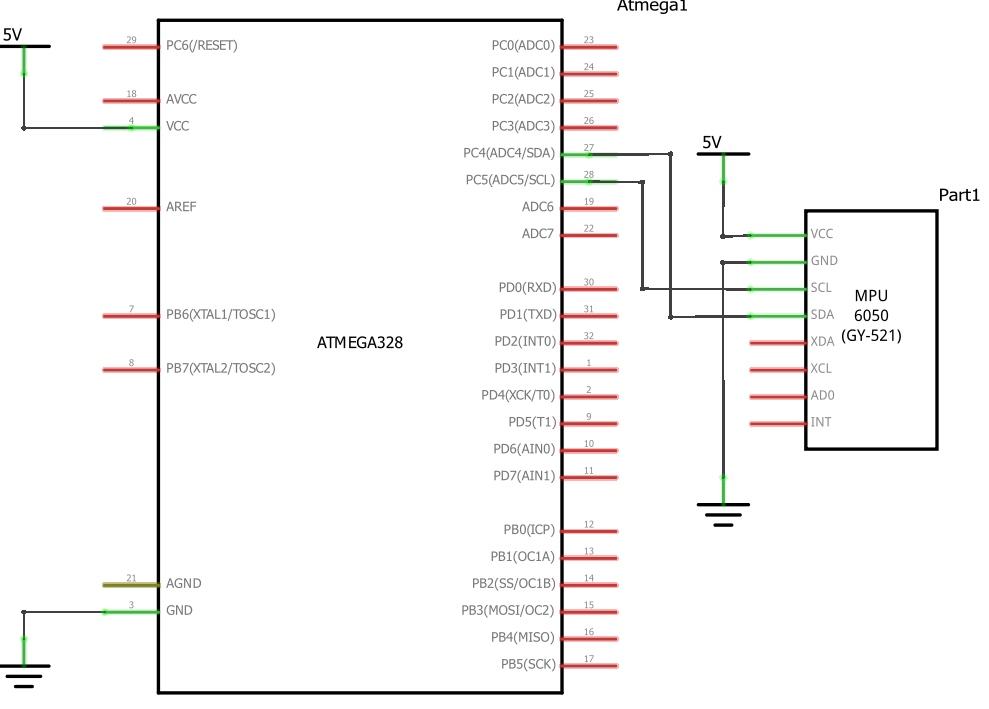 Atmega1
5V
29 PC6(/RESET)
18 AVCC
4 VCC
20 AREF
7 PB6(XTAL1/TOSC1)
8 PB7(XTAL2/TOSC2)
21 AGND
3 GND
ATMEGA328
PC0(ADC0) 23
PC1(ADC1) 24
PC2(ADC2) 25
PC3(ADC3) 26
PC4(ADC4/SDA) 27
PC5(ADC5/SCL) 28
ADC6 19
ADC7 22
PD0(RXD) 30
PD1(TXD) 31
PD2(INT0) 32
PD3(INT1) 1
PD4(XCK/T0) 2
PD5(T1) 9
PD6(AIN0) 10
PD7(AIN1) 11
PB0(ICP) 12
PB1(OC1A) 13
PB2(SS/OC1B) 14
PB3(MOSI/OC2) 15
PB4(MISO) 16
PB5(SCK) 17
5V
Part1
VCC
GND
SCL
SDA
XDA
XCL
AD0
INT
MPU
6050
(GY-521)